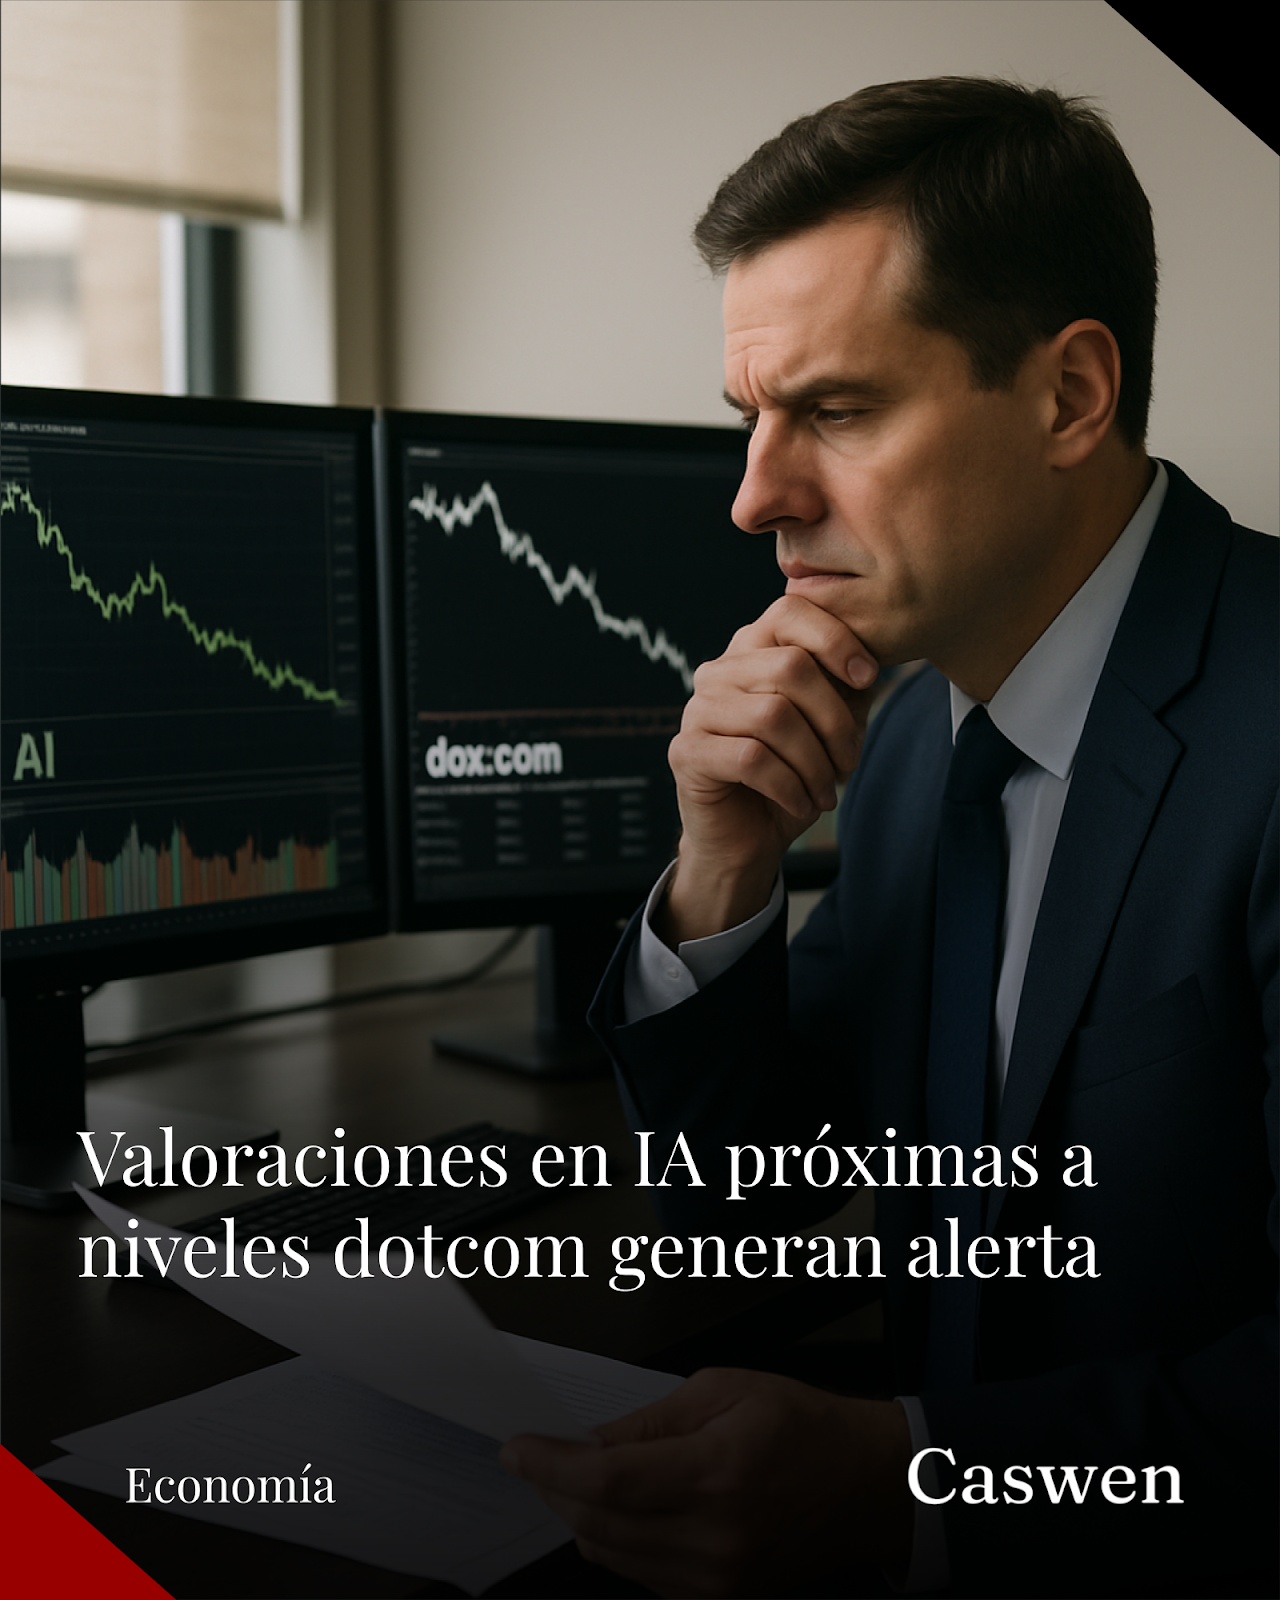 AI
dox:com
Valoraciones en IA próximas a
niveles dotcom generan alerta
Economía
Caswen